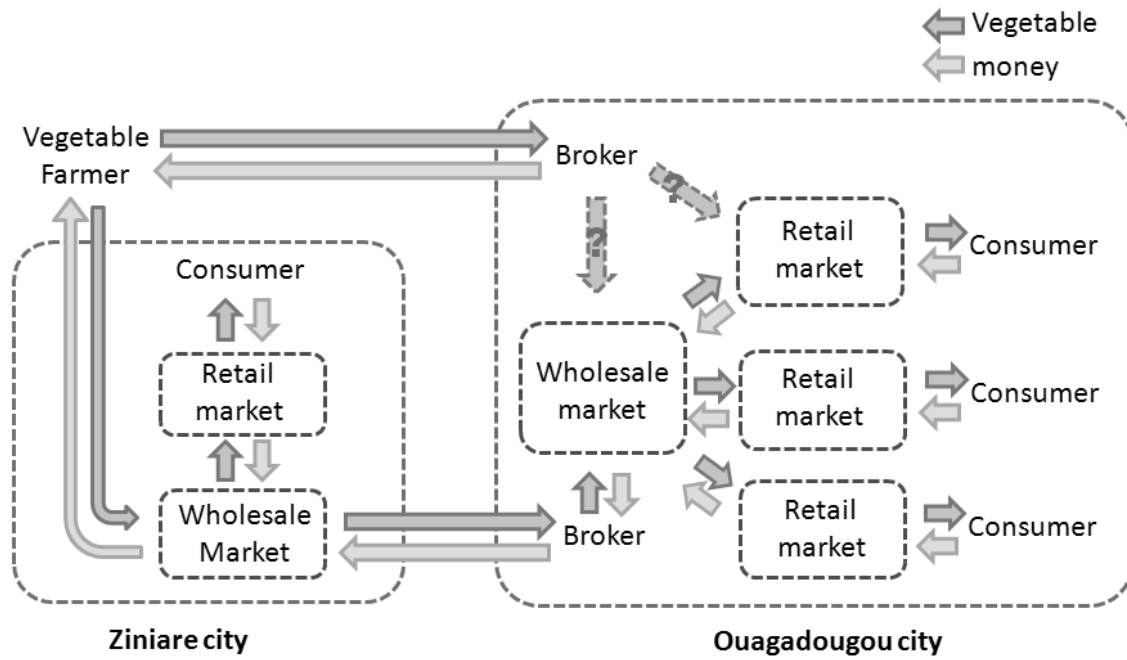 Vegetable
money
Vegetable
Farmer
Broker
?
?
Retail
market
Consumer
Consumer
Retail
market
Wholesale
market
Retail
market
Consumer
Wholesale
Market
Broker
Retail
market
Consumer
Ziniare city
Ouagadougou city